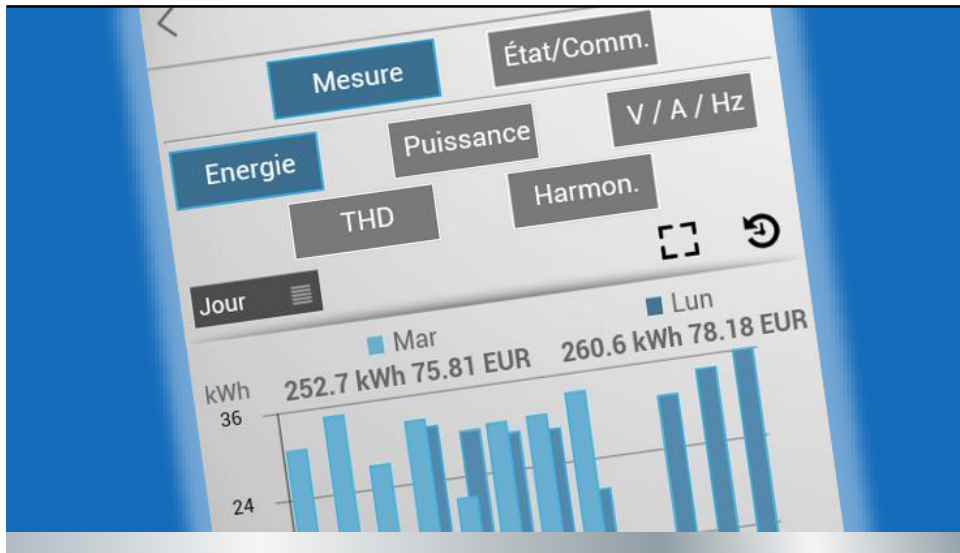 Mesure
État/Comm.
Energie
Puissance
V / A / Hz
THD
Harmon.
Jour
Mar
Lun
252.7 kWh 75.81 EUR
260.6 kWh 78.18 EUR
kWh
36
24